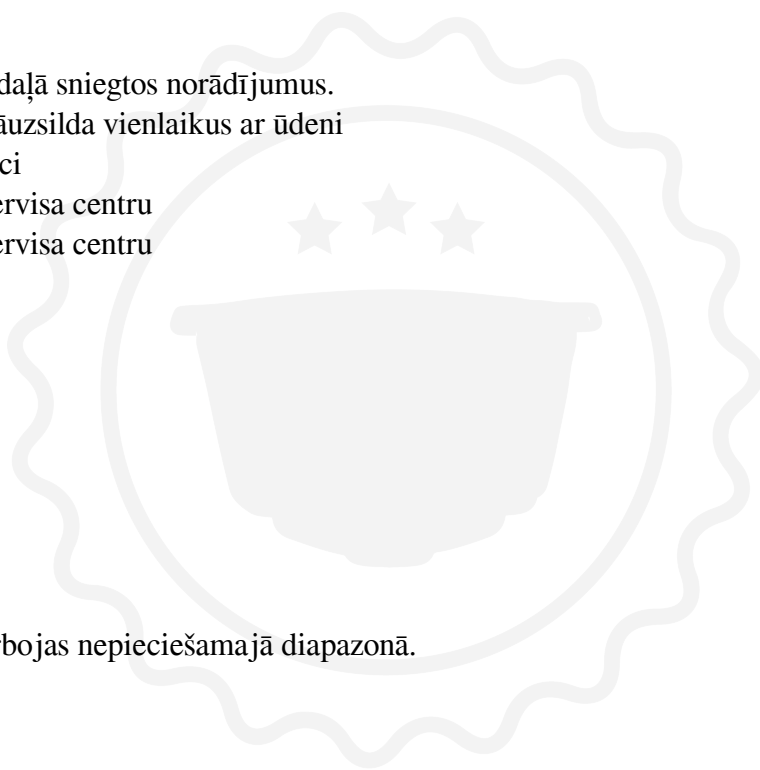 daļā sniegtos norādījumus.
āuzsilda vienlaikus ar ūdeni
ci
ervisa centru
ervisa centru
bojas nepieciešamajā diapazonā.